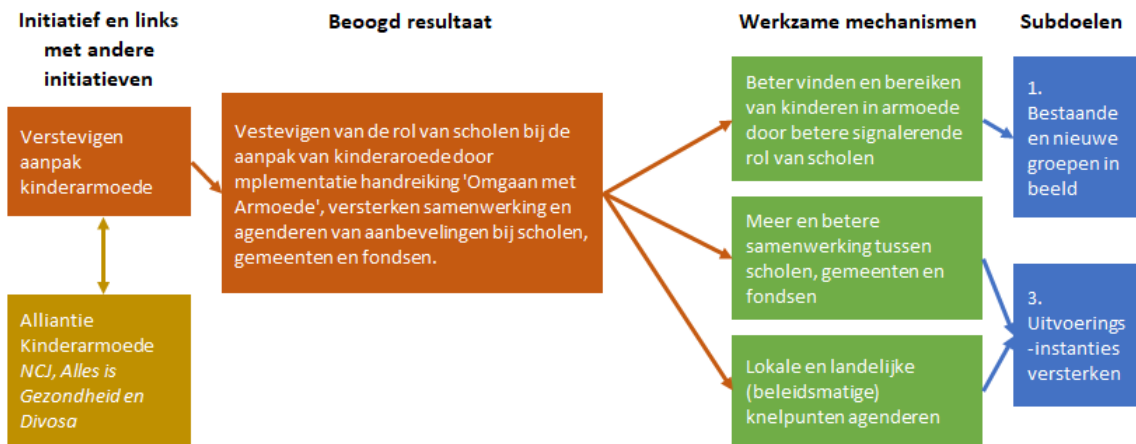 Initiatief en links
met andere
initiatieven
Beoogd resultaat
Werkzame mechanismen
Subdoelen
Verstevigen
aanpak
kinderarmoede
Alliantie
Kinderarmoede
NCJ, Alles is
Gezondheid en
Divosa
Vestevigen van de rol van scholen bij de
aanpak van kinderaroede door
mplementatie handreiking 'Omgaan met
Armoede', versterken samenwerking en
agenderen van aanbevelingen bij scholen,
gemeenten en fondsen.
Beter vinden en bereiken
van kinderen in armoede
door betere signalerende
rol van scholen
Meer en betere
samenwerking tussen
scholen, gemeenten en
fondsen
Lokale en landelijke
(beleidsmatige)
knelpunten agenderen
1.
Bestaande
en nieuwe
groepen in
beeld
3.
Uitvoerings
-instanties
versterken